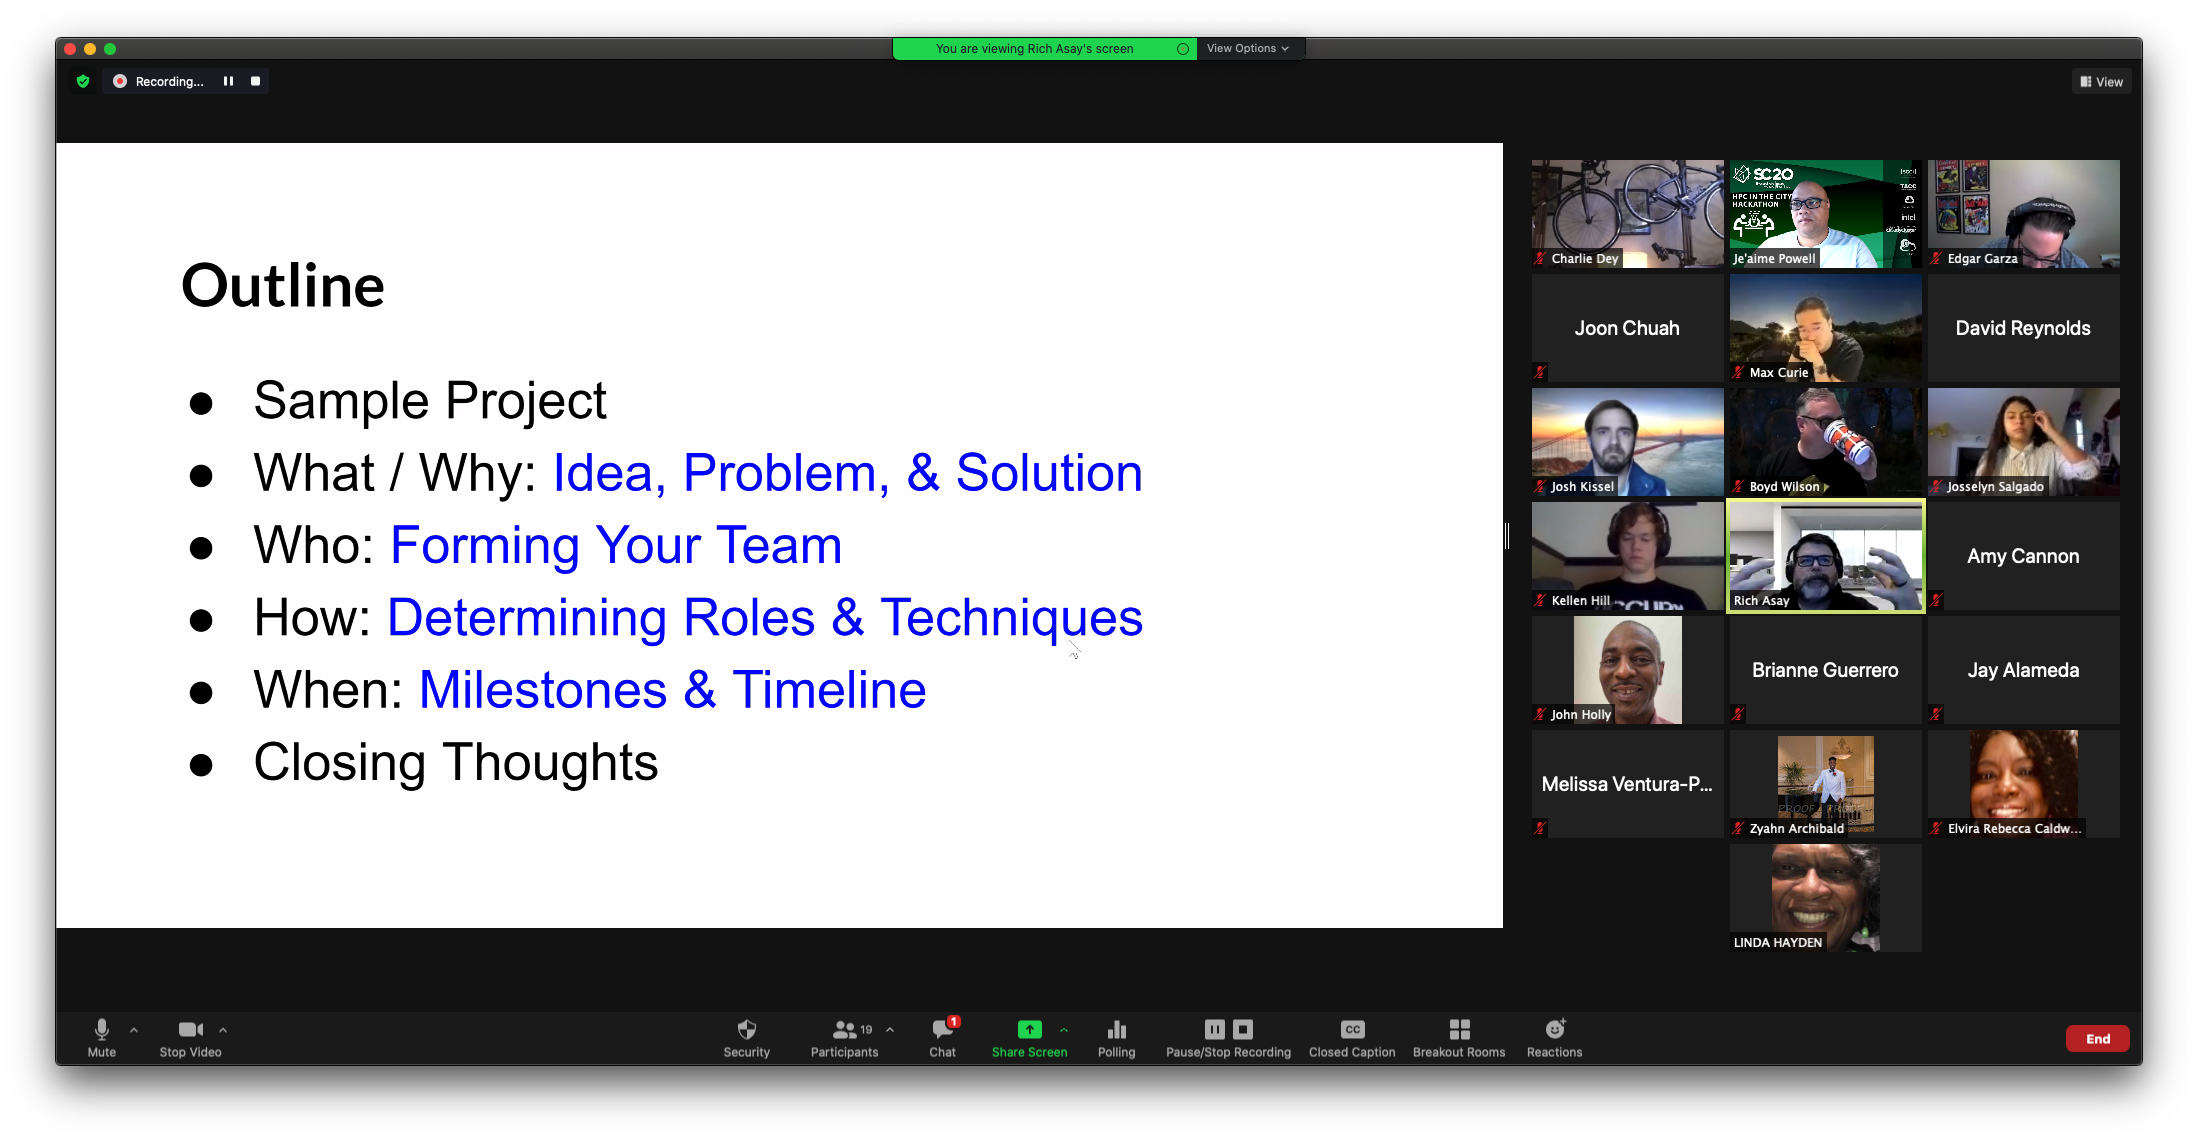 You are viewing Rich Asay's screen
View Options
Recording...
View
Outline
● Sample Project
● What / Why: Idea, Problem, & Solution
● Who: Forming Your Team
● How: Determining Roles & Techniques
● When: Milestones & Timeline
● Closing Thoughts
Charlie Dey
SC20
HPC IN THE CITY
HACKATHON
TACC
intel
Je'aime Powell
Edgar Garza
Joon Chuah
Max Curie
David Reynolds
Josh Kissel
Boyd Wilson
Josselyn Salgado
Kellen Hill
Rich Asay
Amy Cannon
John Holly
Brianne Guerrero
Jay Alameda
Melissa Ventura-P...
PROOF
Zyahn Archibald
Elvira Rebecca Caldw...
LINDA HAYDEN
Mute
Stop Video
Security
19
Participants
1
Chat
Share Screen
Polling
Pause/Stop Recording
CC
Closed Caption
Breakout Rooms
Reactions
End